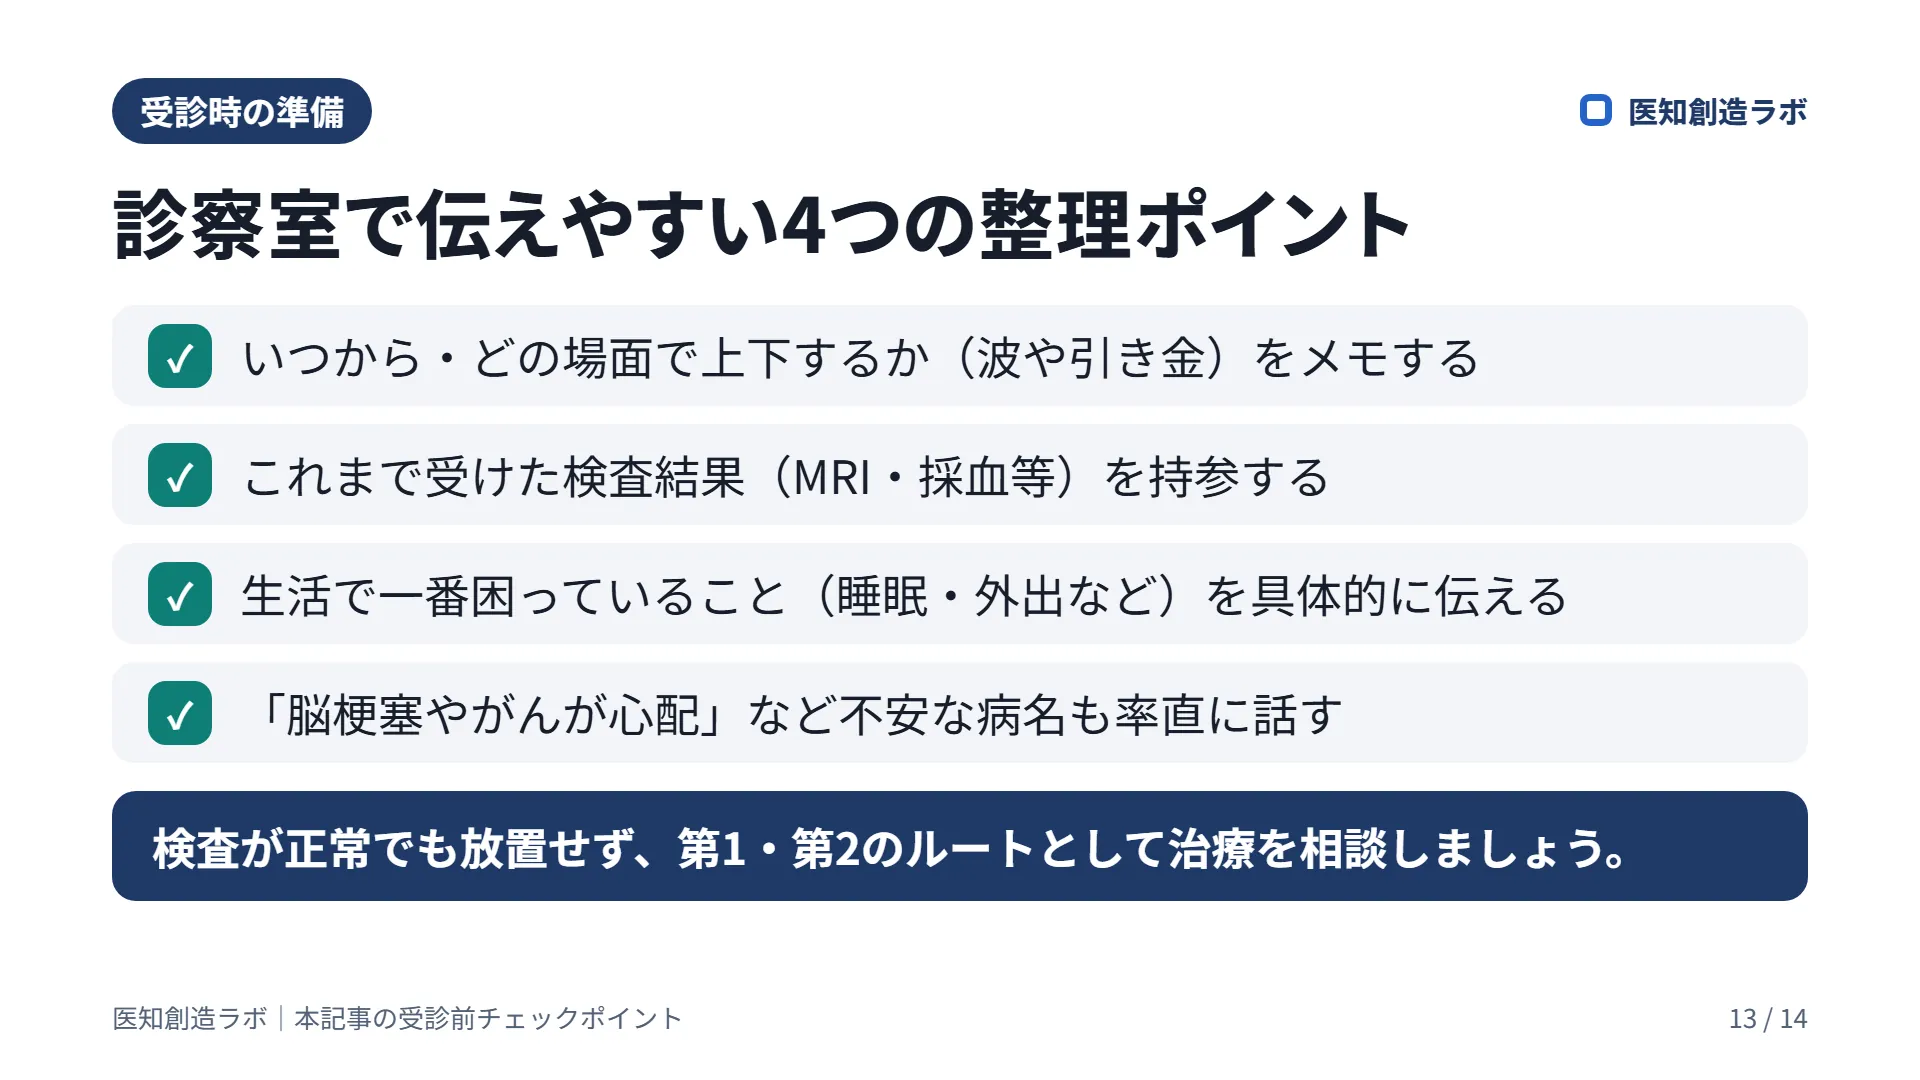 受診時の準備
医知創造ラボ
診察室で伝えやすい4つの整理ポイント
✓ いつから・どの場面で上下するか（波や引き金）をメモする
✓ これまで受けた検査結果（MRI・採血等）を持参する
✓ 生活で一番困っていること（睡眠・外出など）を具体的に伝える
✓ 「脳梗塞やがんが心配」など不安な病名も率直に話す
検査が正常でも放置せず、第1・第2のルートとして治療を相談しましょう。
医知創造ラボ｜本記事の受診前チェックポイント
13 / 14